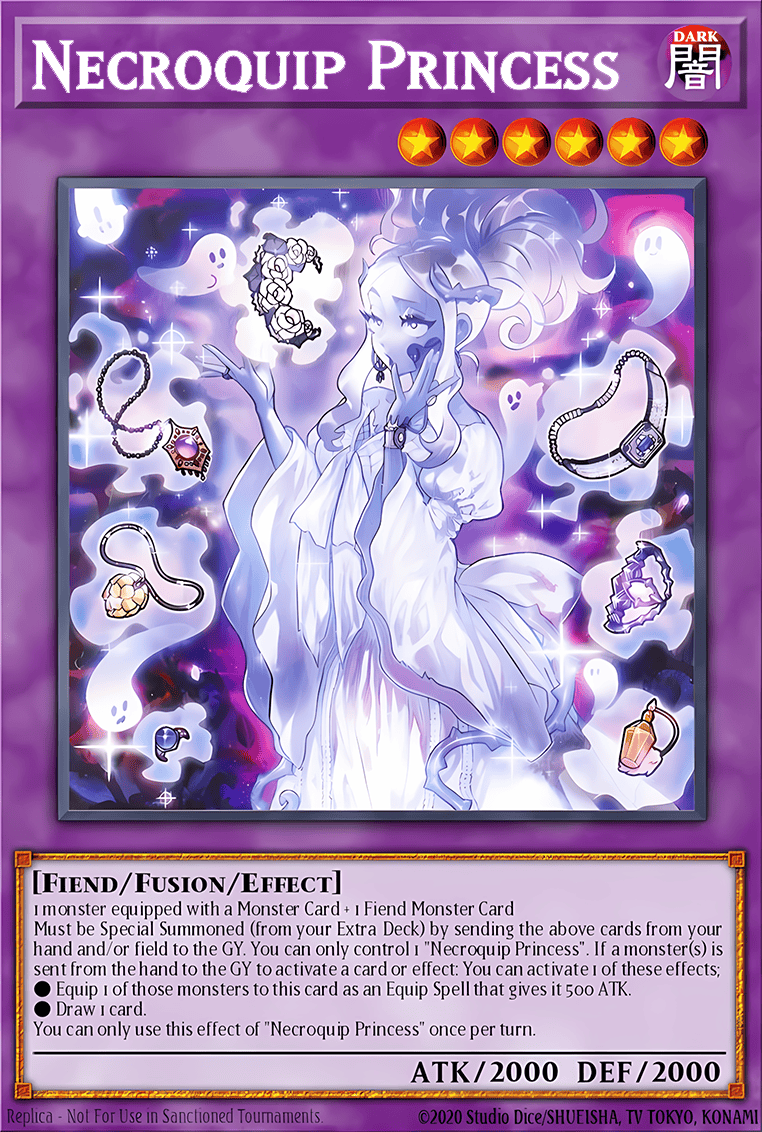 Necroquip Princess
DARK
闇
[Fiend/Fusion/Effect]
1 monster equipped with a Monster Card + 1 Fiend Monster Card
Must be Special Summoned (from your Extra Deck) by sending the above cards from your
hand and/or field to the GY. You can only control 1 "Necroquip Princess". If a monster(s) is
sent from the hand to the GY to activate a card or effect: You can activate 1 of these effects;
● Equip 1 of those monsters to this card as an Equip Spell that gives it 500 ATK.
● Draw 1 card.
You can only use this effect of "Necroquip Princess" once per turn.
ATK/2000 DEF/2000
Replica - Not For Use in Sanctioned Tournaments.
©2020 Studio Dice/SHUEISHA, TV TOKYO, KONAMI